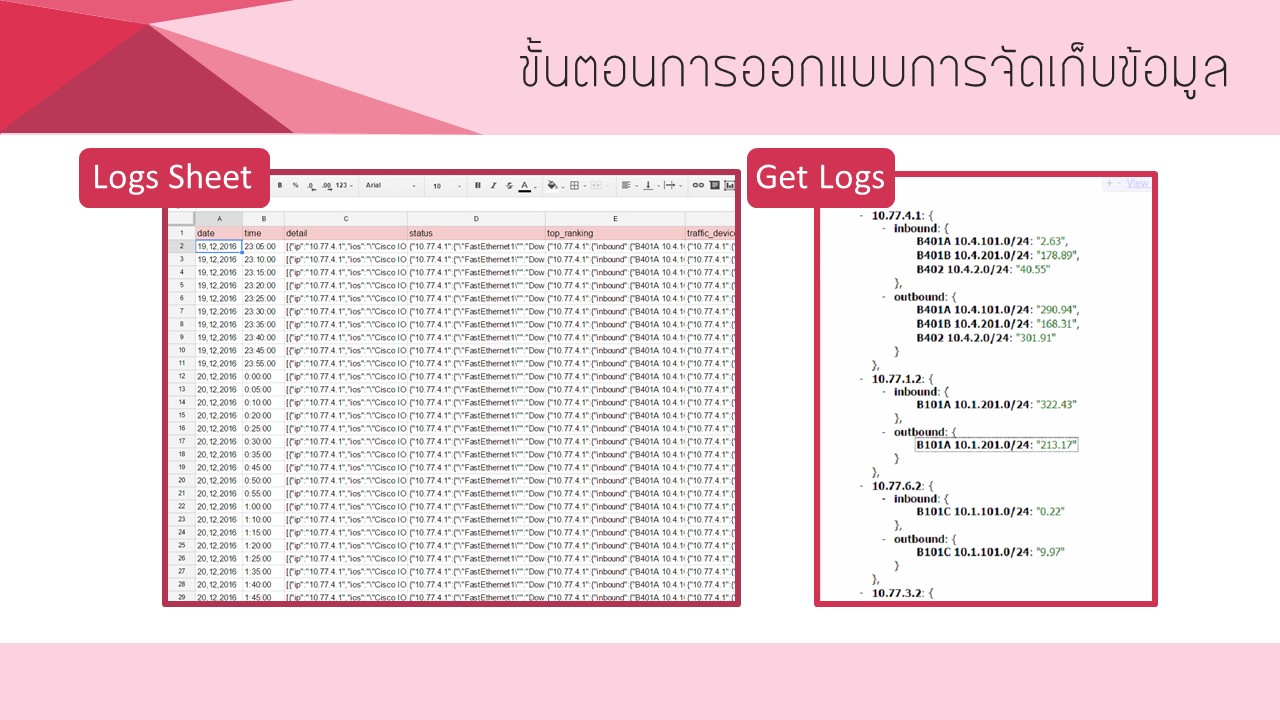 ขั้นตอนการออกแบบการจัดเก็บข้อมูล
Logs Sheet
B % .0 .00 123 Arial 10 B I S A
A B C D E
1 date time detail status top_ranking traffic_device
2 19,12,2016 23:05:00 [{"ip":"10.77.4.1","ios":"\"Cisco IO {"10.77.4.1":{"\"FastEthernet1\"":"Dow {"10.77.4.1":{"inbound":{"B401A 10.4.1 {"10.77.4.1":{
3 19,12,2016 23:10:00 [{"ip":"10.77.4.1","ios":"\"Cisco IO {"10.77.4.1":{"\"FastEthernet1\"":"Dow {"10.77.4.1":{"inbound":{"B401A 10.4.1 {"10.77.4.1":{
4 19,12,2016 23:15:00 [{"ip":"10.77.4.1","ios":"\"Cisco IO {"10.77.4.1":{"\"FastEthernet1\"":"Dow {"10.77.4.1":{"inbound":{"B401A 10.4.1 {"10.77.4.1":{
5 19,12,2016 23:20:00 [{"ip":"10.77.4.1","ios":"\"Cisco IO {"10.77.4.1":{"\"FastEthernet1\"":"Dow {"10.77.4.1":{"inbound":{"B401A 10.4.1 {"10.77.4.1":{
6 19,12,2016 23:25:00 [{"ip":"10.77.4.1","ios":"\"Cisco IO {"10.77.4.1":{"\"FastEthernet1\"":"Dow {"10.77.4.1":{"inbound":{"B401A 10.4.1 {"10.77.4.1":{
7 19,12,2016 23:30:00 [{"ip":"10.77.4.1","ios":"\"Cisco IO {"10.77.4.1":{"\"FastEthernet1\"":"Dow {"10.77.4.1":{"inbound":{"B401A 10.4.1 {"10.77.4.1":{
8 19,12,2016 23:35:00 [{"ip":"10.77.4.1","ios":"\"Cisco IO {"10.77.4.1":{"\"FastEthernet1\"":"Dow {"10.77.4.1":{"inbound":{"B401A 10.4.1 {"10.77.4.1":{
9 19,12,2016 23:40:00 [{"ip":"10.77.4.1","ios":"\"Cisco IO {"10.77.4.1":{"\"FastEthernet1\"":"Dow {"10.77.4.1":{"inbound":{"B401A 10.4.1 {"10.77.4.1":{
10 19,12,2016 23:45:00 [{"ip":"10.77.4.1","ios":"\"Cisco IO {"10.77.4.1":{"\"FastEthernet1\"":"Dow {"10.77.4.1":{"inbound":{"B401A 10.4.1 {"10.77.4.1":{
11 19,12,2016 23:55:00 [{"ip":"10.77.4.1","ios":"\"Cisco IO {"10.77.4.1":{"\"FastEthernet1\"":"Dow {"10.77.4.1":{"inbound":{"B401A 10.4.1 {"10.77.4.1":{
12 20,12,2016 0:00:00 [{"ip":"10.77.4.1","ios":"\"Cisco IO {"10.77.4.1":{"\"FastEthernet1\"":"Dow {"10.77.4.1":{"inbound":{"B401A 10.4.1 {"10.77.4.1":{
13 20,12,2016 0:05:00 [{"ip":"10.77.4.1","ios":"\"Cisco IO {"10.77.4.1":{"\"FastEthernet1\"":"Dow {"10.77.4.1":{"inbound":{"B401A 10.4.1 {"10.77.4.1":{
14 20,12,2016 0:10:00 [{"ip":"10.77.4.1","ios":"\"Cisco IO {"10.77.4.1":{"\"FastEthernet1\"":"Dow {"10.77.4.1":{"inbound":{"B401A 10.4.1 {"10.77.4.1":{
15 20,12,2016 0:20:00 [{"ip":"10.77.4.1","ios":"\"Cisco IO {"10.77.4.1":{"\"FastEthernet1\"":"Dow {"10.77.4.1":{"inbound":{"B401A 10.4.1 {"10.77.4.1":{
16 20,12,2016 0:25:00 [{"ip":"10.77.4.1","ios":"\"Cisco IO {"10.77.4.1":{"\"FastEthernet1\"":"Dow {"10.77.4.1":{"inbound":{"B401A 10.4.1 {"10.77.4.1":{
17 20,12,2016 0:30:00 [{"ip":"10.77.4.1","ios":"\"Cisco IO {"10.77.4.1":{"\"FastEthernet1\"":"Dow {"10.77.4.1":{"inbound":{"B401A 10.4.1 {"10.77.4.1":{
18 20,12,2016 0:35:00 [{"ip":"10.77.4.1","ios":"\"Cisco IO {"10.77.4.1":{"\"FastEthernet1\"":"Dow {"10.77.4.1":{"inbound":{"B401A 10.4.1 {"10.77.4.1":{
19 20,12,2016 0:45:00 [{"ip":"10.77.4.1","ios":"\"Cisco IO {"10.77.4.1":{"\"FastEthernet1\"":"Dow {"10.77.4.1":{"inbound":{"B401A 10.4.1 {"10.77.4.1":{
20 20,12,2016 0:50:00 [{"ip":"10.77.4.1","ios":"\"Cisco IO {"10.77.4.1":{"\"FastEthernet1\"":"Dow {"10.77.4.1":{"inbound":{"B401A 10.4.1 {"10.77.4.1":{
21 20,12,2016 0:55:00 [{"ip":"10.77.4.1","ios":"\"Cisco IO {"10.77.4.1":{"\"FastEthernet1\"":"Dow {"10.77.4.1":{"inbound":{"B401A 10.4.1 {"10.77.4.1":{
22 20,12,2016 1:00:00 [{"ip":"10.77.4.1","ios":"\"Cisco IO {"10.77.4.1":{"\"FastEthernet1\"":"Dow {"10.77.4.1":{"inbound":{"B401A 10.4.1 {"10.77.4.1":{
23 20,12,2016 1:10:00 [{"ip":"10.77.4.1","ios":"\"Cisco IO {"10.77.4.1":{"\"FastEthernet1\"":"Dow {"10.77.4.1":{"inbound":{"B401A 10.4.1 {"10.77.4.1":{
24 20,12,2016 1:15:00 [{"ip":"10.77.4.1","ios":"\"Cisco IO {"10.77.4.1":{"\"FastEthernet1\"":"Dow {"10.77.4.1":{"inbound":{"B401A 10.4.1 {"10.77.4.1":{
25 20,12,2016 1:20:00 [{"ip":"10.77.4.1","ios":"\"Cisco IO {"10.77.4.1":{"\"FastEthernet1\"":"Dow {"10.77.4.1":{"inbound":{"B401A 10.4.1 {"10.77.4.1":{
26 20,12,2016 1:25:00 [{"ip":"10.77.4.1","ios":"\"Cisco IO {"10.77.4.1":{"\"FastEthernet1\"":"Dow {"10.77.4.1":{"inbound":{"B401A 10.4.1 {"10.77.4.1":{
27 20,12,2016 1:35:00 [{"ip":"10.77.4.1","ios":"\"Cisco IO {"10.77.4.1":{"\"FastEthernet1\"":"Dow {"10.77.4.1":{"inbound":{"B401A 10.4.1 {"10.77.4.1":{
28 20,12,2016 1:40:00 [{"ip":"10.77.4.1","ios":"\"Cisco IO {"10.77.4.1":{"\"FastEthernet1\"":"Dow {"10.77.4.1":{"inbound":{"B401A 10.4.1 {"10.77.4.1":{
29 20,12,2016 1:45:00 [{"ip":"10.77.4.1","ios":"\"Cisco IO {"10.77.4.1":{"\"FastEthernet1\"":"Dow {"10.77.4.1":{"inbound":{"B401A 10.4.1 {"10.77.4.1":{
Get Logs
+ - View
- 10.77.4.1: {
- inbound: {
B401A 10.4.101.0/24: "2.63",
B401B 10.4.201.0/24: "178.89",
B402 10.4.2.0/24: "40.55"
},
- outbound: {
B401A 10.4.101.0/24: "290.94",
B401B 10.4.201.0/24: "168.31",
B402 10.4.2.0/24: "301.91"
}
},
- 10.77.1.2: {
- inbound: {
B101A 10.1.201.0/24: "322.43"
},
- outbound: {
B101A 10.1.201.0/24: "213.17"
}
},
- 10.77.6.2: {
- inbound: {
B101C 10.1.101.0/24: "0.22"
},
- outbound: {
B101C 10.1.101.0/24: "9.97"
}
},
- 10.77.3.2: {